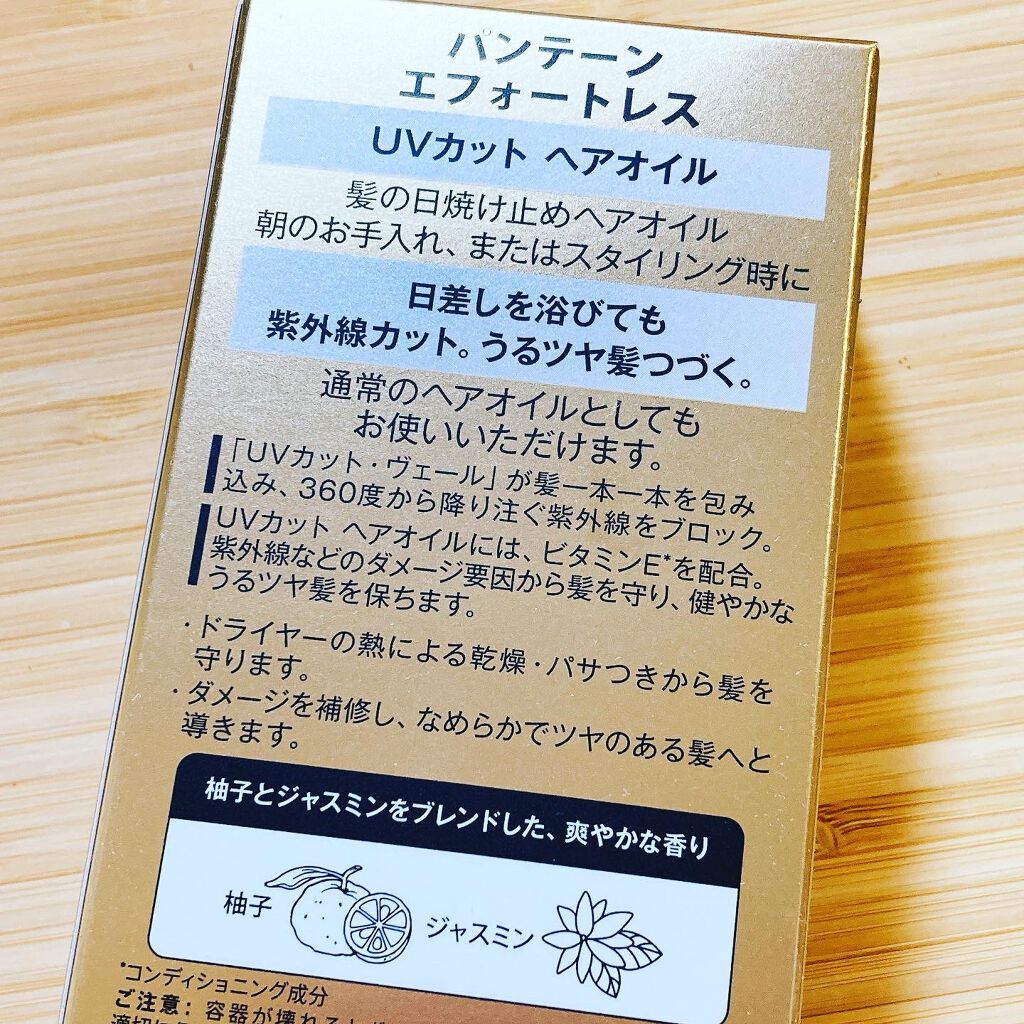 パンテーン
エフォートレス
UVカット ヘアオイル
髪の日焼け止めヘアオイル
朝のお手入れ、またはスタイリング時に
日差しを浴びても
紫外線カット。うるツヤ髪つづく。
通常のヘアオイルとしても
お使いいただけます。
「UVカット・ヴェール」が髪一本一本を包み
込み、360度から降り注ぐ紫外線をブロック。
UVカット ヘアオイルには、ビタミンE*を配合。
紫外線などのダメージ要因から髪を守り、健やかな
うるツヤ髪を保ちます。
・ドライヤーの熱による乾燥・パサつきから髪を
守ります。
・ダメージを補修し、なめらかでツヤのある髪へと
導きます。
柚子とジャスミンをブレンドした、爽やかな香り
柚子
ジャスミン
*コンディショニング成分
ご注意：容器が壊れる